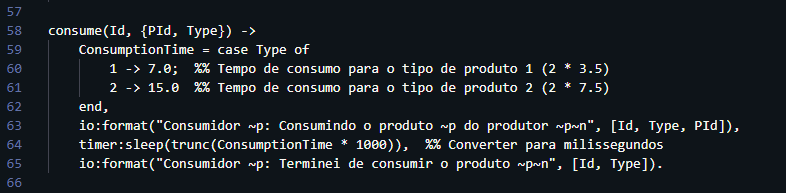 57
58 consume(Id, {PId, Type}) ->
59     ConsumptionTime = case Type of
60         1 -> 7.0;  %% Tempo de consumo para o tipo de produto 1 (2 * 3.5)
61         2 -> 15.0  %% Tempo de consumo para o tipo de produto 2 (2 * 7.5)
62     end,
63     io:format("Consumidor ~p: Consumindo o produto ~p do produtor ~p~n", [Id, Type, PId]),
64     timer:sleep(trunc(ConsumptionTime * 1000)),  %% Converter para milissegundos
65     io:format("Consumidor ~p: Terminei de consumir o produto ~p~n", [Id, Type]).
66